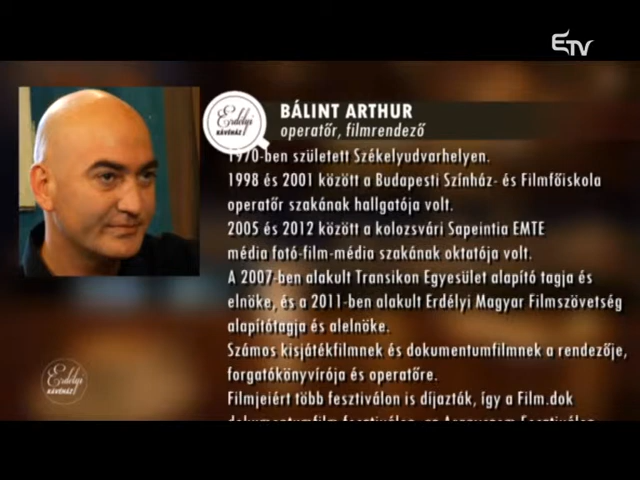 ETV
Erdélyi
KÁVÉHÁZ
BÁLINT ARTHUR
operatőr, filmrendező
1970-ben született Székelyudvarhelyen.
1998 és 2001 között a Budapesti Színház- és Filmfőiskola
operatőr szakának hallgatója volt.
2005 és 2012 között a kolozsvári Sapeintia EMTE
média fotó-film-média szakának oktatója volt.
A 2007-ben alakult Transikon Egyesület alapító tagja és
elnöke, és a 2011-ben alakult Erdélyi Magyar Filmszövetség
alapítótagja és alelnöke.
Számos kisjátékfilmnek és dokumentumfilmnek a rendezője,
forgatókönyvírója és operatőre.
Filmjeiért több fesztiválon is díjazták, így a Film.dok
Erdélyi
KÁVÉHÁZ